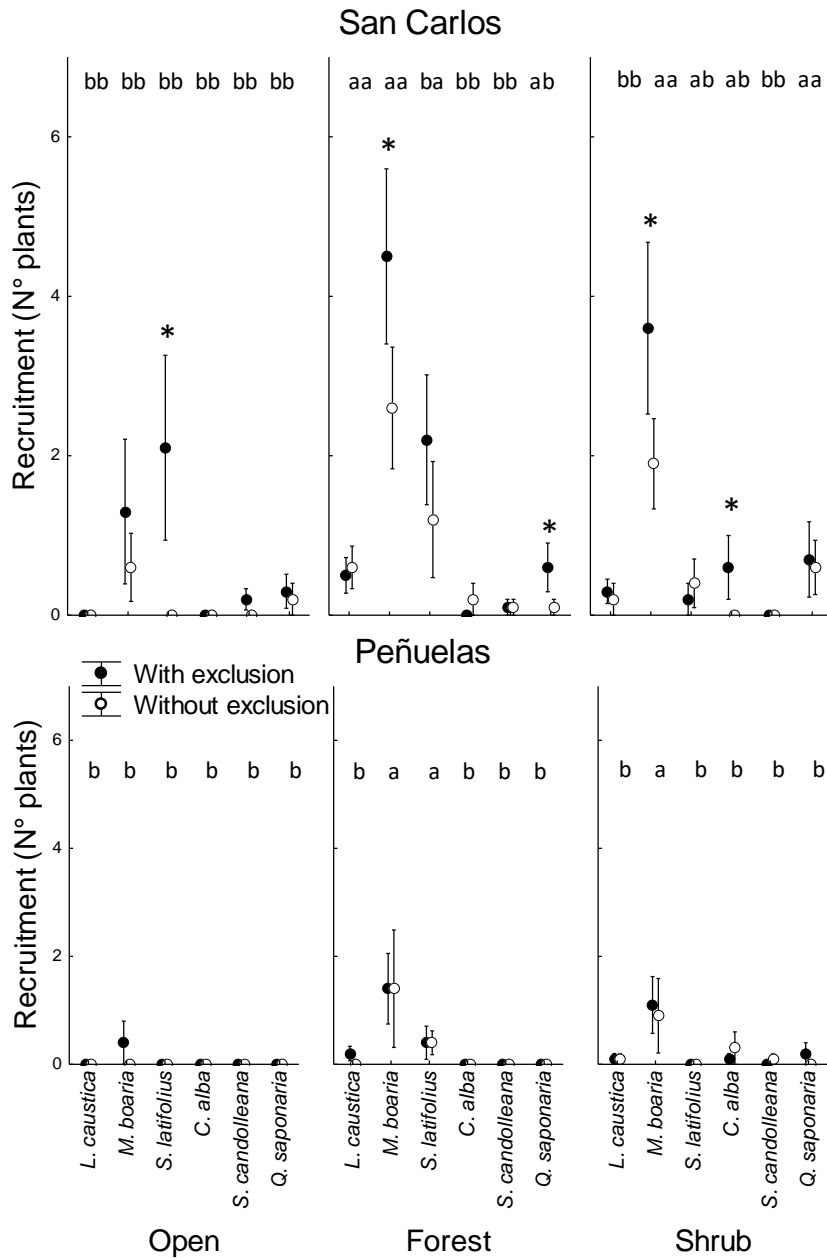 San Carlos
bb bb bb bb bb bb
aa aa ba bb bb ab
bb aa ab ab bb aa
Recruitment (N° plants)
6
4
2
0
*
*
*
*
*
Peñuelas
With exclusion
Without exclusion
b b b b b b
b a a b b b
b a b b b b
Recruitment (N° plants)
6
4
2
0
L. caustica
M. boaria
S. latifolius
C. alba
S. candolleana
Q. saponaria
L. caustica
M. boaria
S. latifolius
C. alba
S. candolleana
Q. saponaria
L. caustica
M. boaria
S. latifolius
C. alba
S. candolleana
Q. saponaria
Open
Forest
Shrub